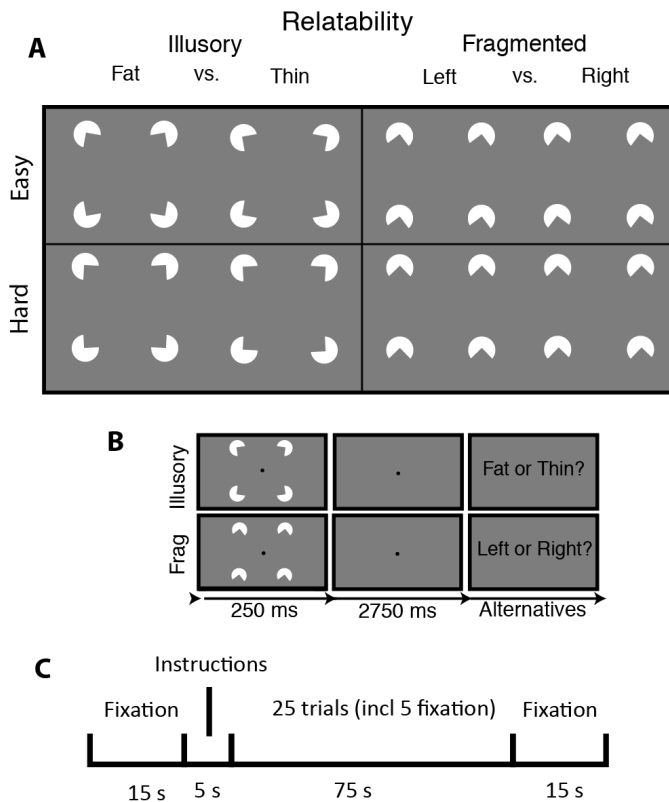 Relatability
A
Illusory Fragmented
Fat vs. Thin Left vs. Right
Easy
Hard
B
Illusory
Fat or Thin?
Frag
Left or Right?
250 ms 2750 ms Alternatives
C
Instructions
Fixation 25 trials (incl 5 fixation) Fixation
15 s 5 s 75 s 15 s